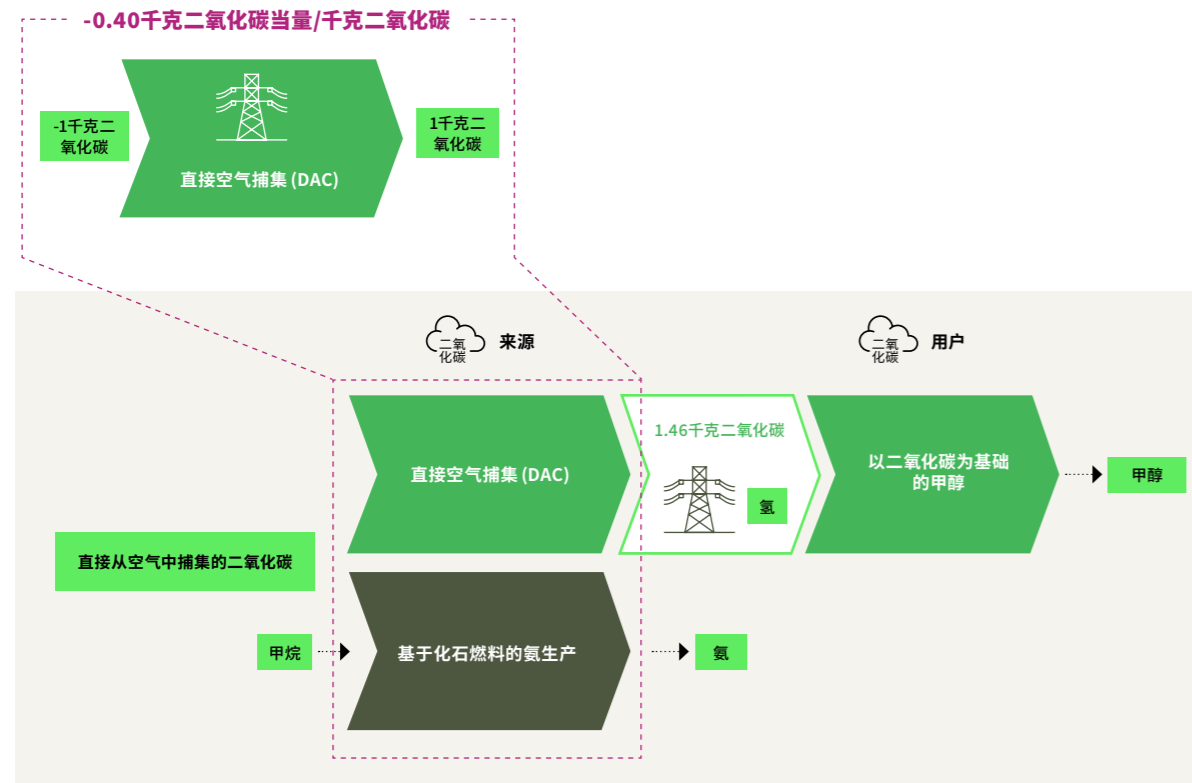 -0.40千克二氧化碳当量/千克二氧化碳
-1千克二
氧化碳
直接空气捕集 (DAC)
1千克二
氧化碳
二氧
化碳
来源
二氧
化碳
用户
直接空气捕集 (DAC)
1.46千克二氧化碳
氢
以二氧化碳为基础
的甲醇
甲醇
直接从空气中捕集的二氧化碳
甲烷
基于化石燃料的氨生产
氨